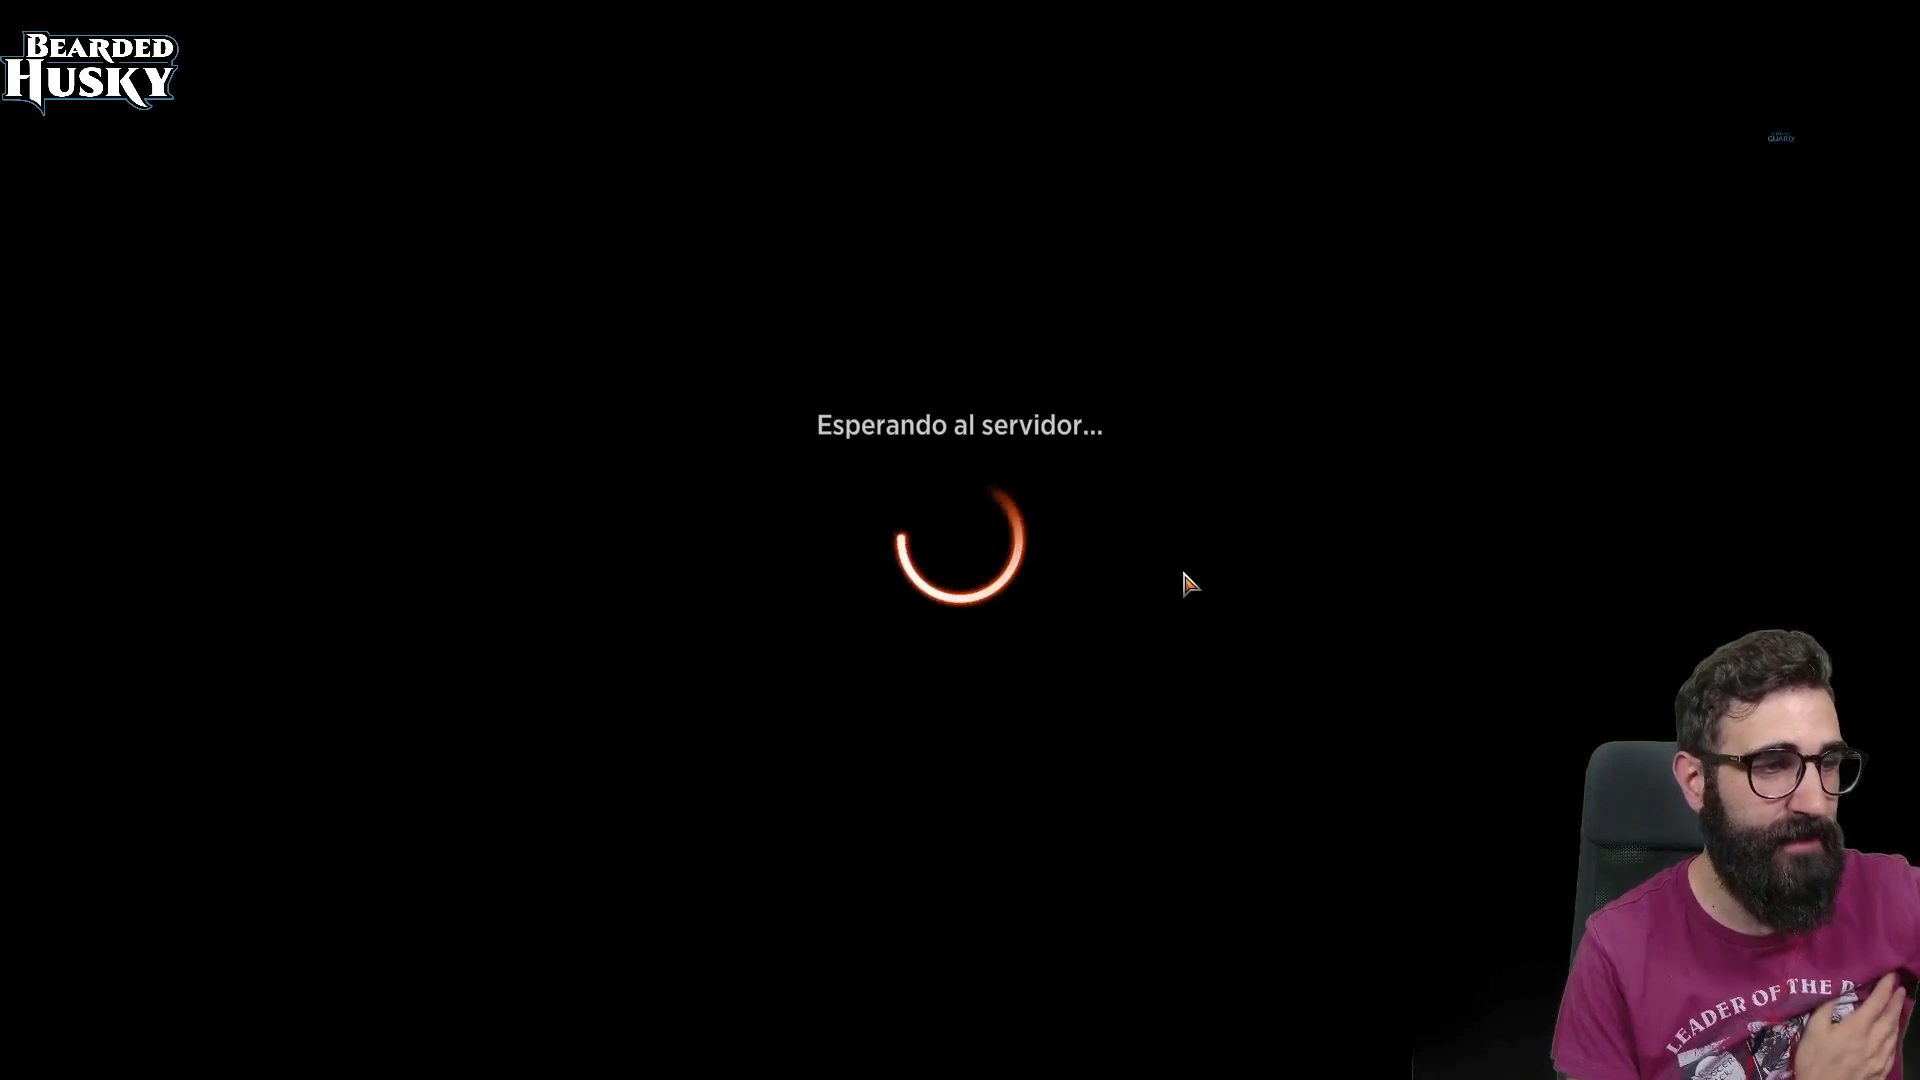 BEARDED
HUSKY
GUARD
Esperando al servidor...
LEADER OF THE